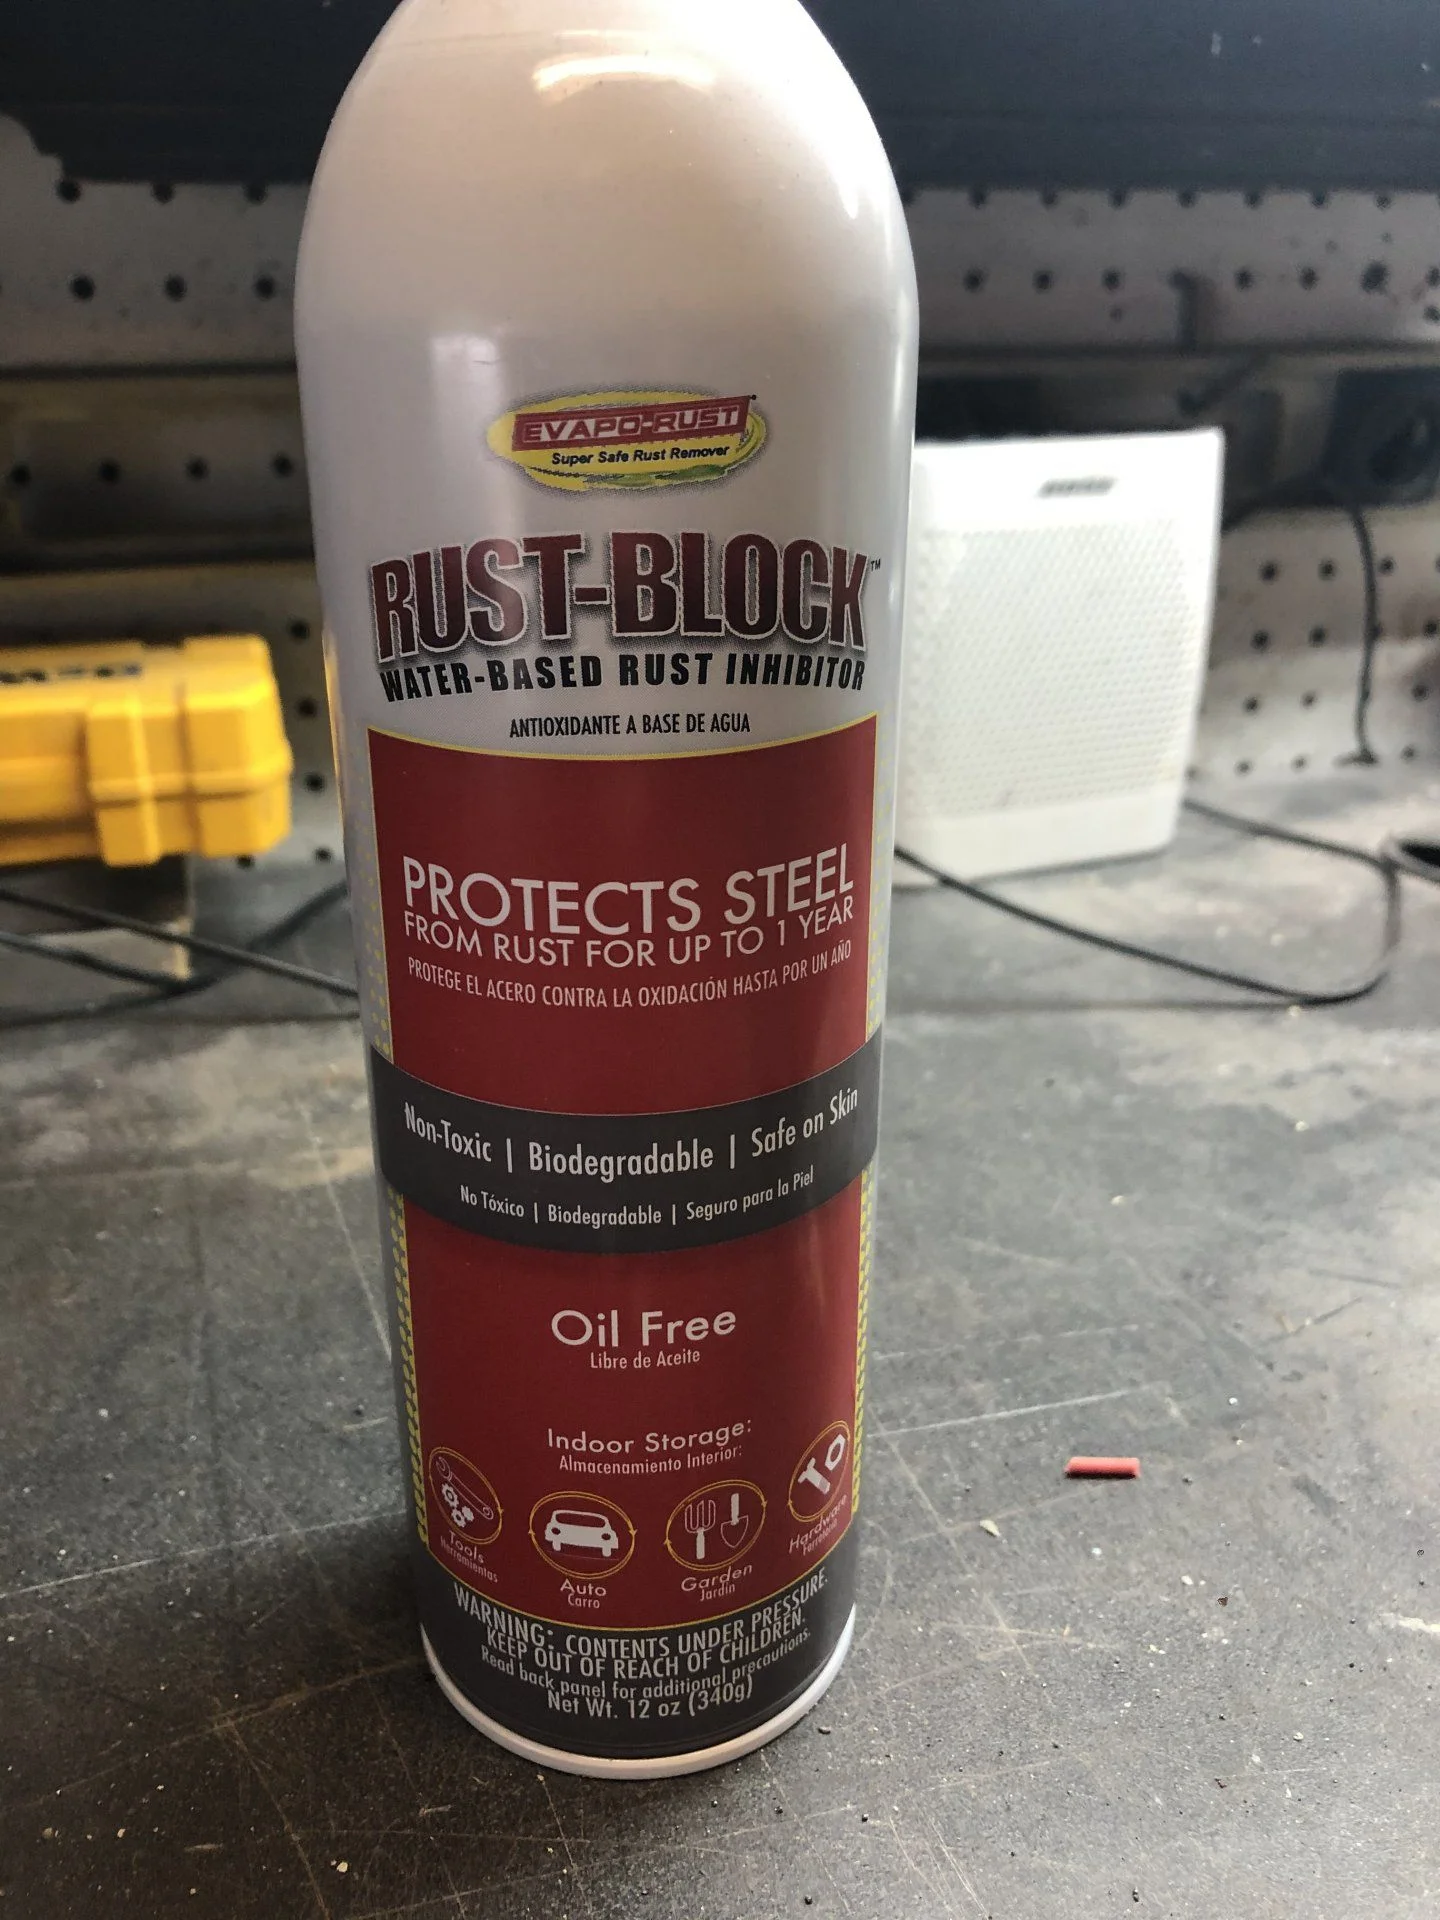 EVAPO-RUST
Super Safe Rust Remover
RUST-BLOCK™
WATER-BASED RUST INHIBITOR
ANTIOXIDANTE A BASE DE AGUA
PROTECTS STEEL
FROM RUST FOR UP TO 1 YEAR
PROTEGE EL ACERO CONTRA LA OXIDACIÓN HASTA POR UN AÑO
Non-Toxic | Biodegradable | Safe on Skin
No Tóxico | Biodegradable | Seguro para la Piel
Oil Free
Libre de Aceite
Indoor Storage:
Almacenamiento Interior:
Tools
Herramientas
Auto
Carro
Garden
Jardín
Hardware
Ferretería
WARNING: CONTENTS UNDER PRESSURE.
KEEP OUT OF REACH OF CHILDREN.
Read back panel for additional precautions.
Net Wt. 12 oz (340g)